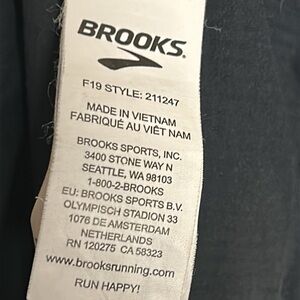 BROOKS
F19 STYLE: 211247
MADE IN VIETNAM
FABRIQUÉ AU VIÊT NAM
BROOKS SPORTS, INC.
3400 STONE WAY N
SEATTLE, WA 98103
1-800-2-BROOKS
EU: BROOKS SPORTS B.V.
OLYMPISCH STADION 33
1076 DE AMSTERDAM
NETHERLANDS
RN 120275 CA 58323
www.brooksrunning.com
RUN HAPPY!